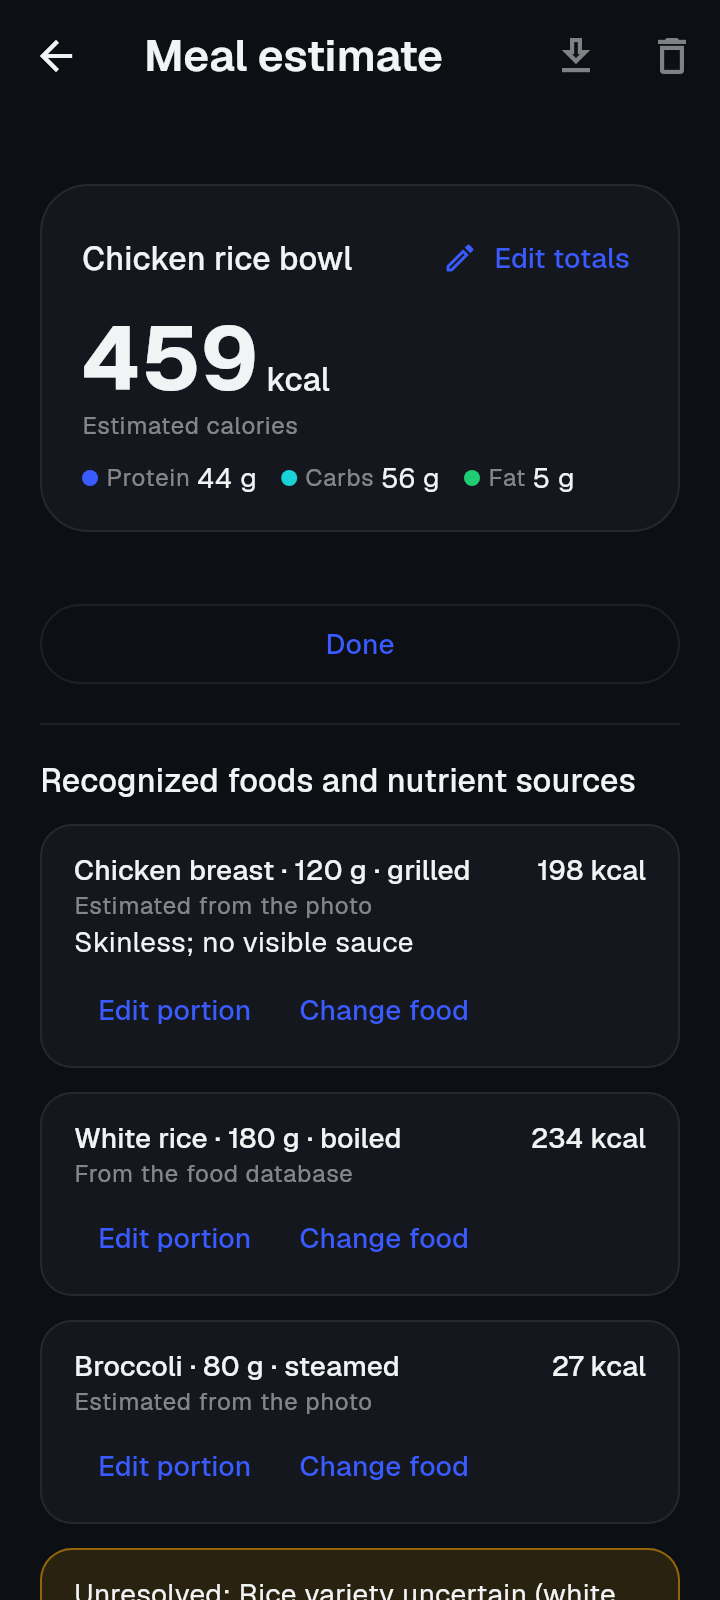 Meal estimate
Chicken rice bowl
Edit totals
459 kcal
Estimated calories
Protein 44 g Carbs 56 g Fat 5 g
Done
Recognized foods and nutrient sources
Chicken breast · 120 g · grilled 198 kcal
Estimated from the photo
Skinless; no visible sauce
Edit portion Change food
White rice · 180 g · boiled 234 kcal
From the food database
Edit portion Change food
Broccoli · 80 g · steamed 27 kcal
Estimated from the photo
Edit portion Change food
Unresolved: Rice variety uncertain (white